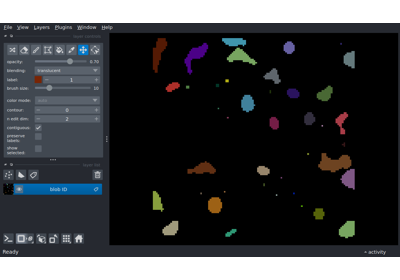 File View Layers Plugins Window Help
opacity: 0.70
blending: translucent
label: 1
brush size: 10
color mode:
contour: 0
n edit dim: 2
contiguous:
preserve
labels:
show
selected:
blob ID
Ready
activity